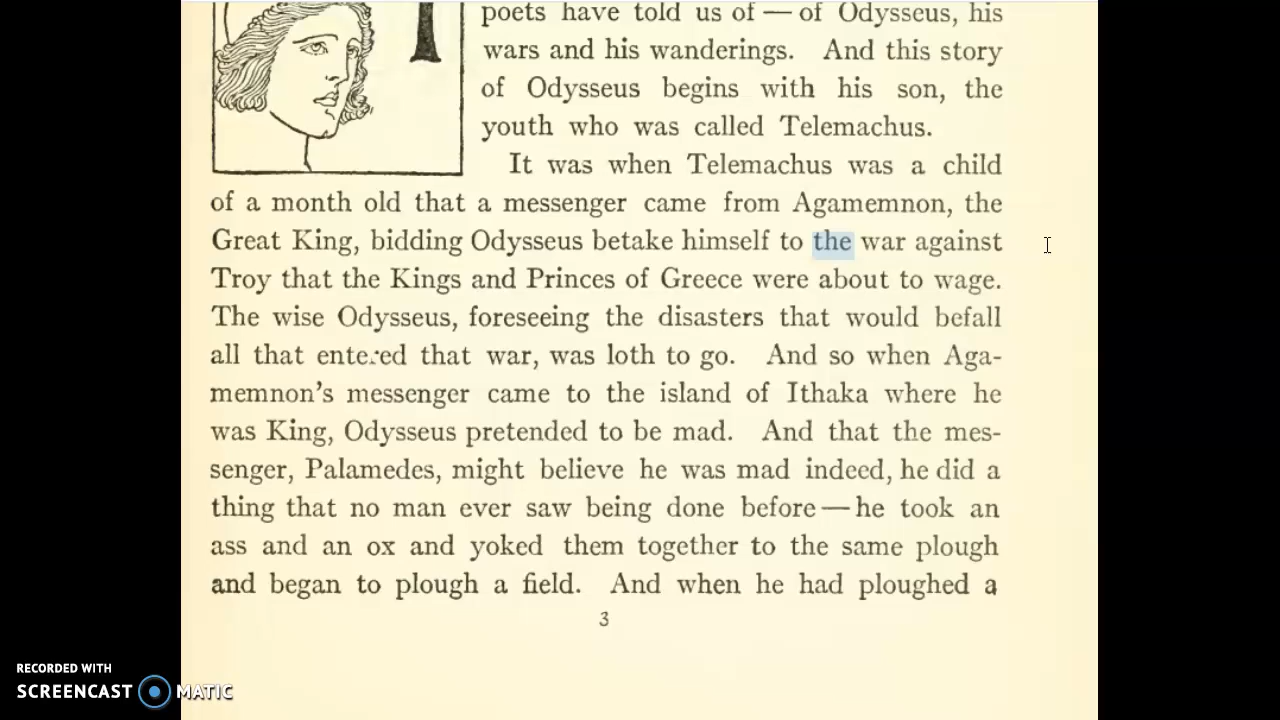 T
poets have told us of — of Odysseus, his
wars and his wanderings. And this story
of Odysseus begins with his son, the
youth who was called Telemachus.
It was when Telemachus was a child
of a month old that a messenger came from Agamemnon, the
Great King, bidding Odysseus betake himself to the war against
Troy that the Kings and Princes of Greece were about to wage.
The wise Odysseus, foreseeing the disasters that would befall
all that entered that war, was loth to go. And so when Aga-
memnon's messenger came to the island of Ithaka where he
was King, Odysseus pretended to be mad. And that the mes-
senger, Palamedes, might believe he was mad indeed, he did a
thing that no man ever saw being done before — he took an
ass and an ox and yoked them together to the same plough
and began to plough a field. And when he had ploughed a
3
RECORDED WITH
SCREENCAST MATIC